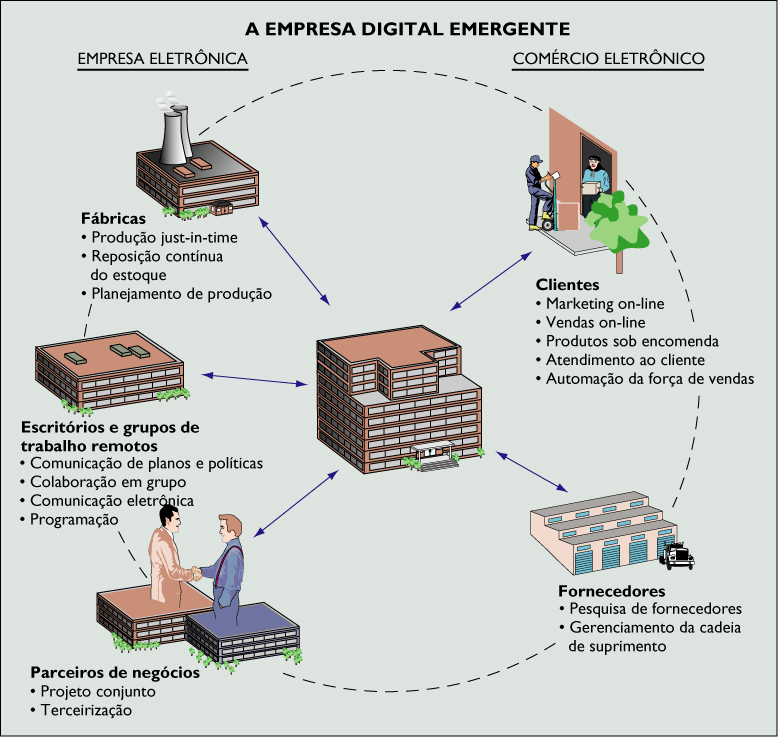 A EMPRESA DIGITAL EMERGENTE
EMPRESA ELETRÔNICA
COMÉRCIO ELETRÔNICO
Fábricas
• Produção just-in-time
• Reposição contínua
do estoque
• Planejamento de produção
Clientes
• Marketing on-line
• Vendas on-line
• Produtos sob encomenda
• Atendimento ao cliente
• Automação da força de vendas
Escritórios e grupos de
trabalho remotos
• Comunicação de planos e políticas
• Colaboração em grupo
• Comunicação eletrônica
• Programação
Fornecedores
• Pesquisa de fornecedores
• Gerenciamento da cadeia
de suprimento
Parceiros de negócios
• Projeto conjunto
• Terceirização